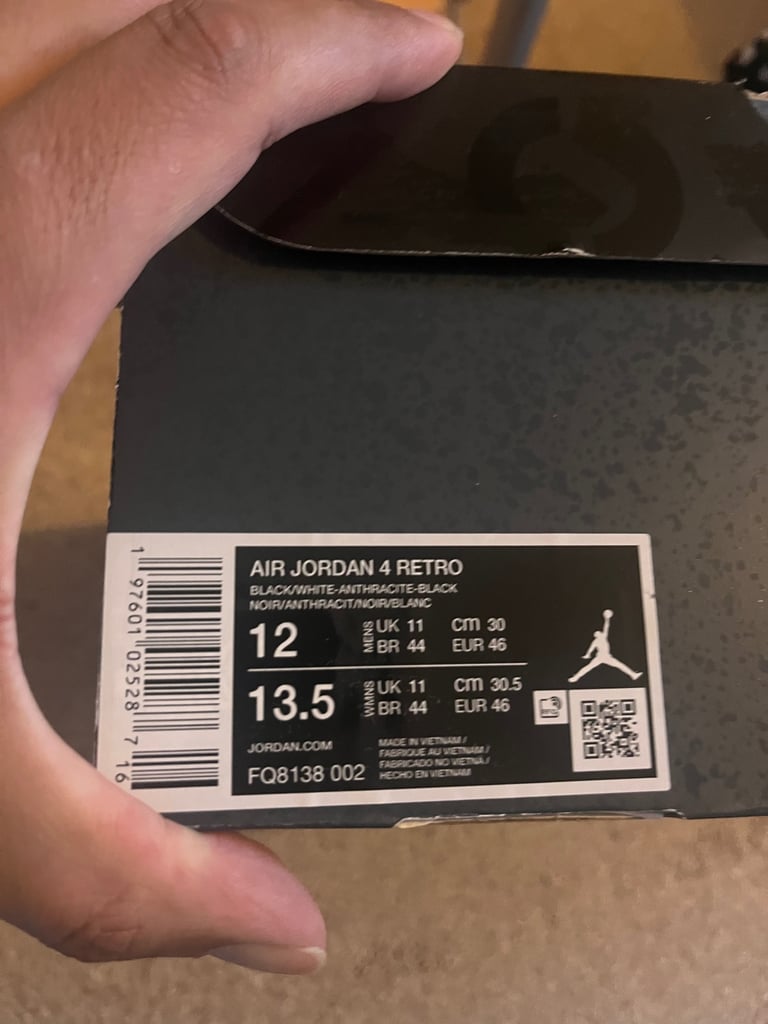 AIR JORDAN 4 RETRO
BLACK/WHITE-ANTHRACITE-BLACK
NOIR/ANTHRACIT/NOIR/BLANC
12 MENS UK 11 cm 30
BR 44 EUR 46
13.5 WMNS UK 11 cm 30.5
BR 44 EUR 46
JORDAN.COM
FQ8138 002
MADE IN VIETNAM /
FABRIQUE AU VIETNAM /
FABRICADO NO VIETNÃ /
HECHO EN VIETNAM
1 97601 02528 7 16